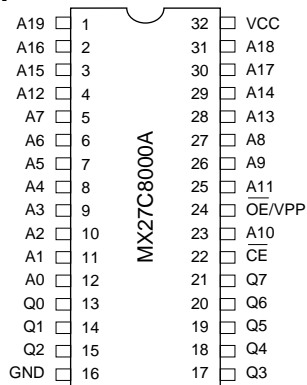 A19 1 32 VCC
A16 2 31 A18
A15 3 30 A17
A12 4 29 A14
A7 5 28 A13
A6 6 27 A8
A5 7 26 A9
A4 8 25 A11
A3 9 24 O̅E̅/VPP
A2 10 23 A10
A1 11 22 C̅E̅
A0 12 21 Q7
Q0 13 20 Q6
Q1 14 19 Q5
Q2 15 18 Q4
GND 16 17 Q3
MX27C8000A